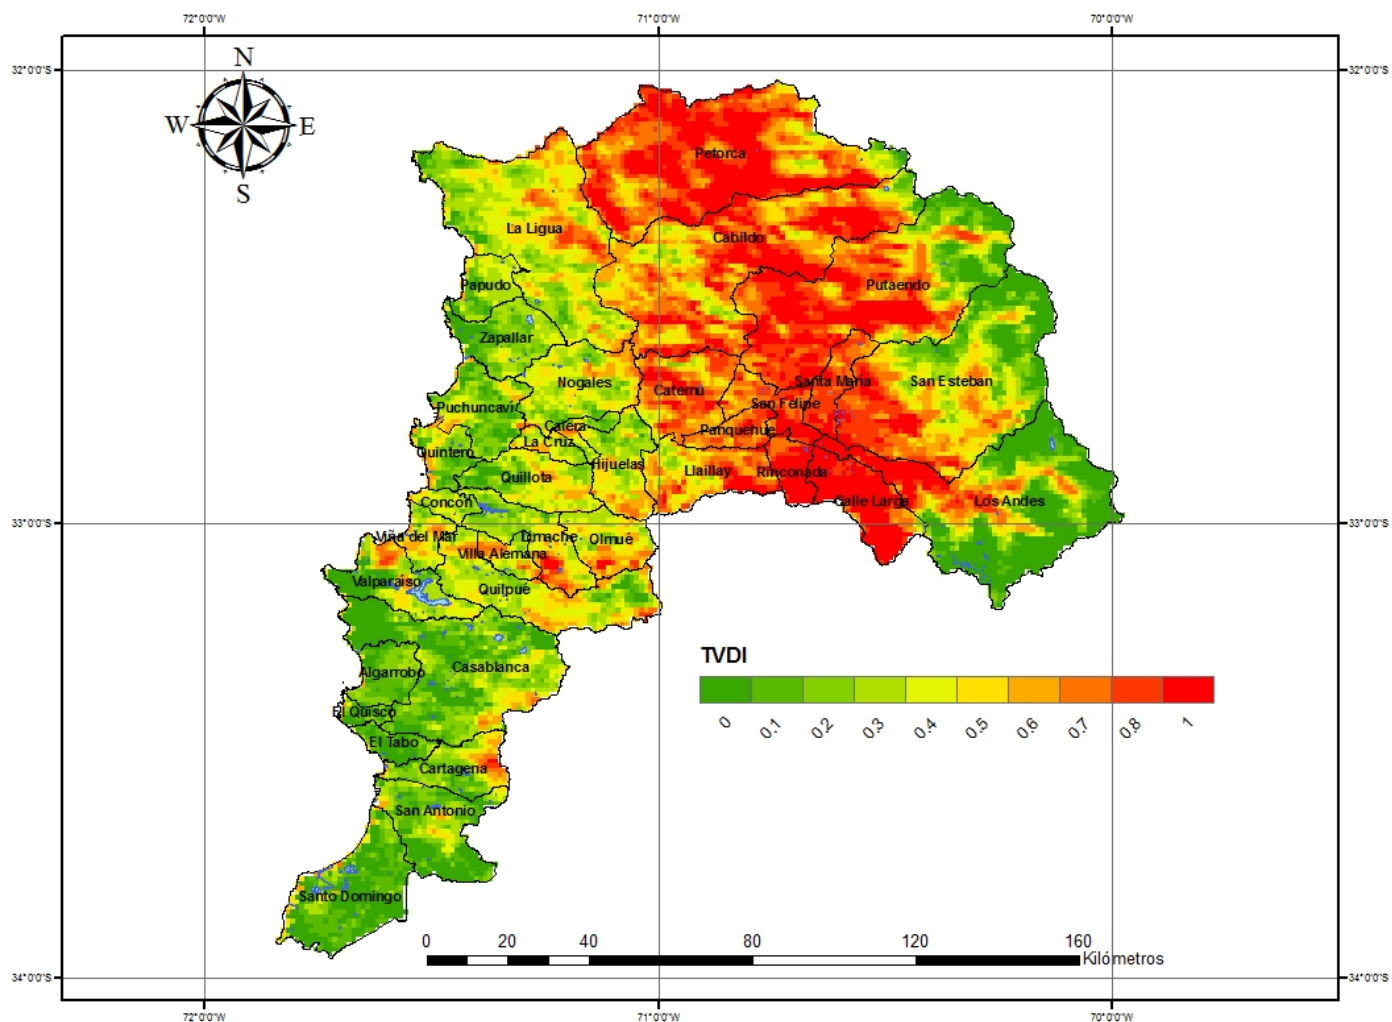 72°0'0"W 71°0'0"W 70°0'0"W
32°0'0"S 32°0'0"S
N
W E
S
Petorca
La Ligua
Cabildo
Papudo
Putaendo
Zapallar
Nogales
Catemu
Santa Maria
San Esteban
Puchuncaví
San Felipe
Calera
Panquehue
La Cruz
Quintero
Hijuelas
Llaillay
Rinconada
Quillota
Concón
Calle Larga
Los Andes
33°0'0"S 33°0'0"S
Viña del Mar
Limache
Olmué
Villa Alemana
Valparaíso
Quilpué
Casablanca
Algarrobo
El Quisco
El Tabo
Cartagena
San Antonio
Santo Domingo
TVDI
0 0,1 0,2 0,3 0,4 0,5 0,6 0,7 0,8 1
0 20 40 80 120 160
Kilómetros
34°0'0"S 34°0'0"S
72°0'0"W 71°0'0"W 70°0'0"W